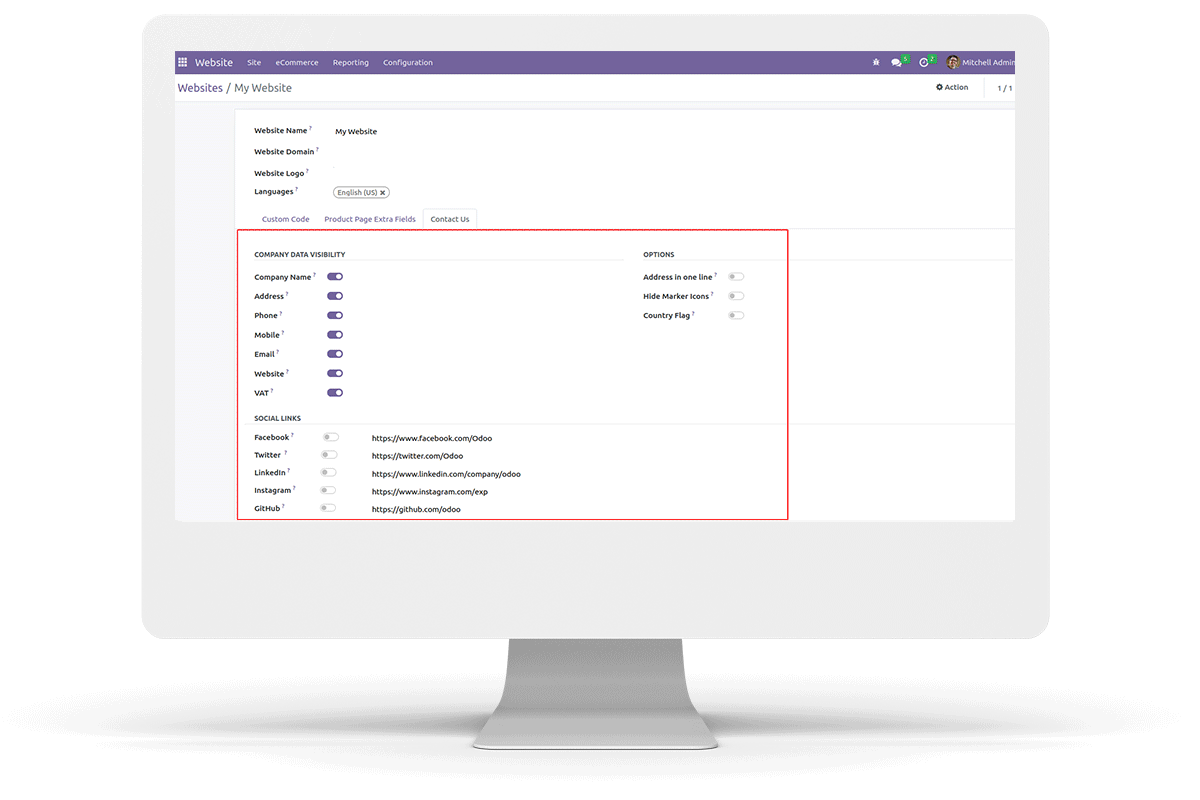 Website Site eCommerce Reporting Configuration 5 2 Mitchell Admin
Websites / My Website Action 1 / 1
Website Name ? My Website
Website Domain ?
Website Logo ?
Languages ? English (US) ✖
Custom Code Product Page Extra Fields Contact Us
COMPANY DATA VISIBILITY OPTIONS
Company Name ? Address in one line ?
Address ? Hide Marker Icons ?
Phone ? Country Flag ?
Mobile ?
Email ?
Website ?
VAT ?
SOCIAL LINKS
Facebook ? https://www.facebook.com/Odoo
Twitter ? https://twitter.com/Odoo
LinkedIn ? https://www.linkedin.com/company/odoo
Instagram ? https://www.instagram.com/exp
GitHub ? https://github.com/odoo